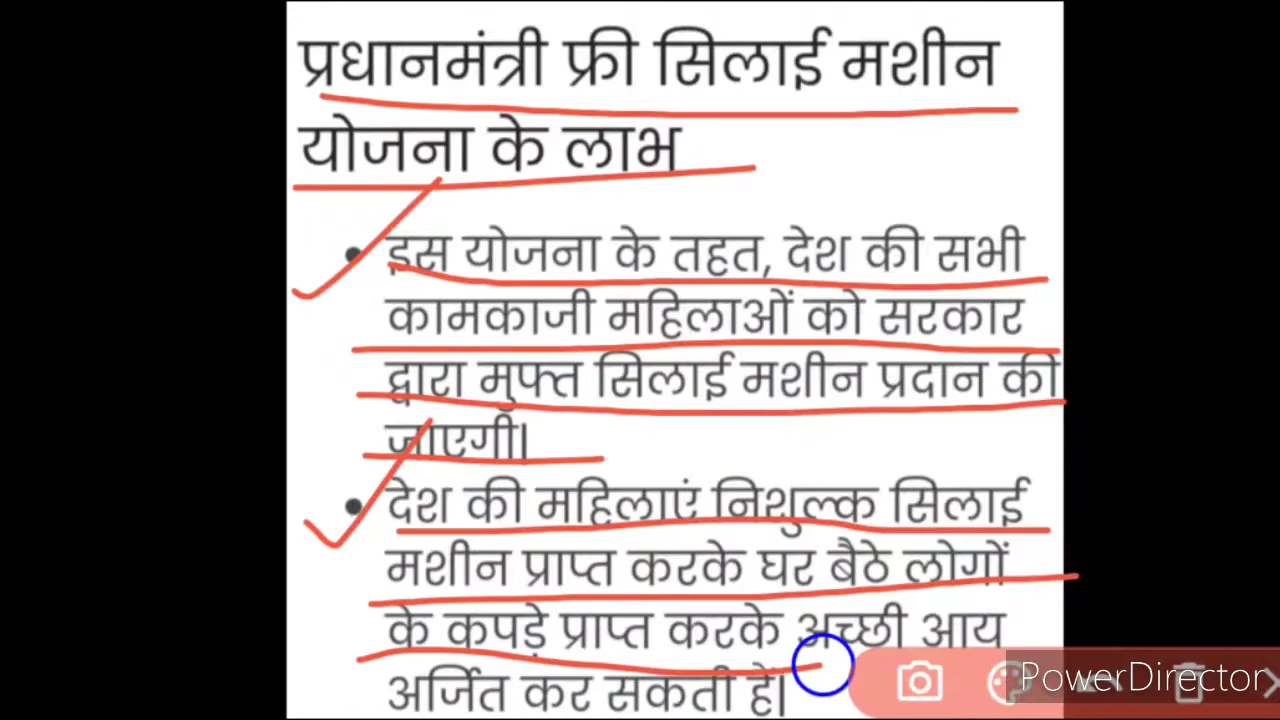 प्रधानमंत्री फ्री सिलाई मशीन
योजना के लाभ
इस योजना के तहत, देश की सभी
कामकाजी महिलाओं को सरकार
द्वारा मुफ्त सिलाई मशीन प्रदान की
जाएगी।
देश की महिलाएं निशुल्क सिलाई
मशीन प्राप्त करके घर बैठे लोगों
के कपड़े प्राप्त करके अच्छी आय
अर्जित कर सकती हैं।
PowerDirector